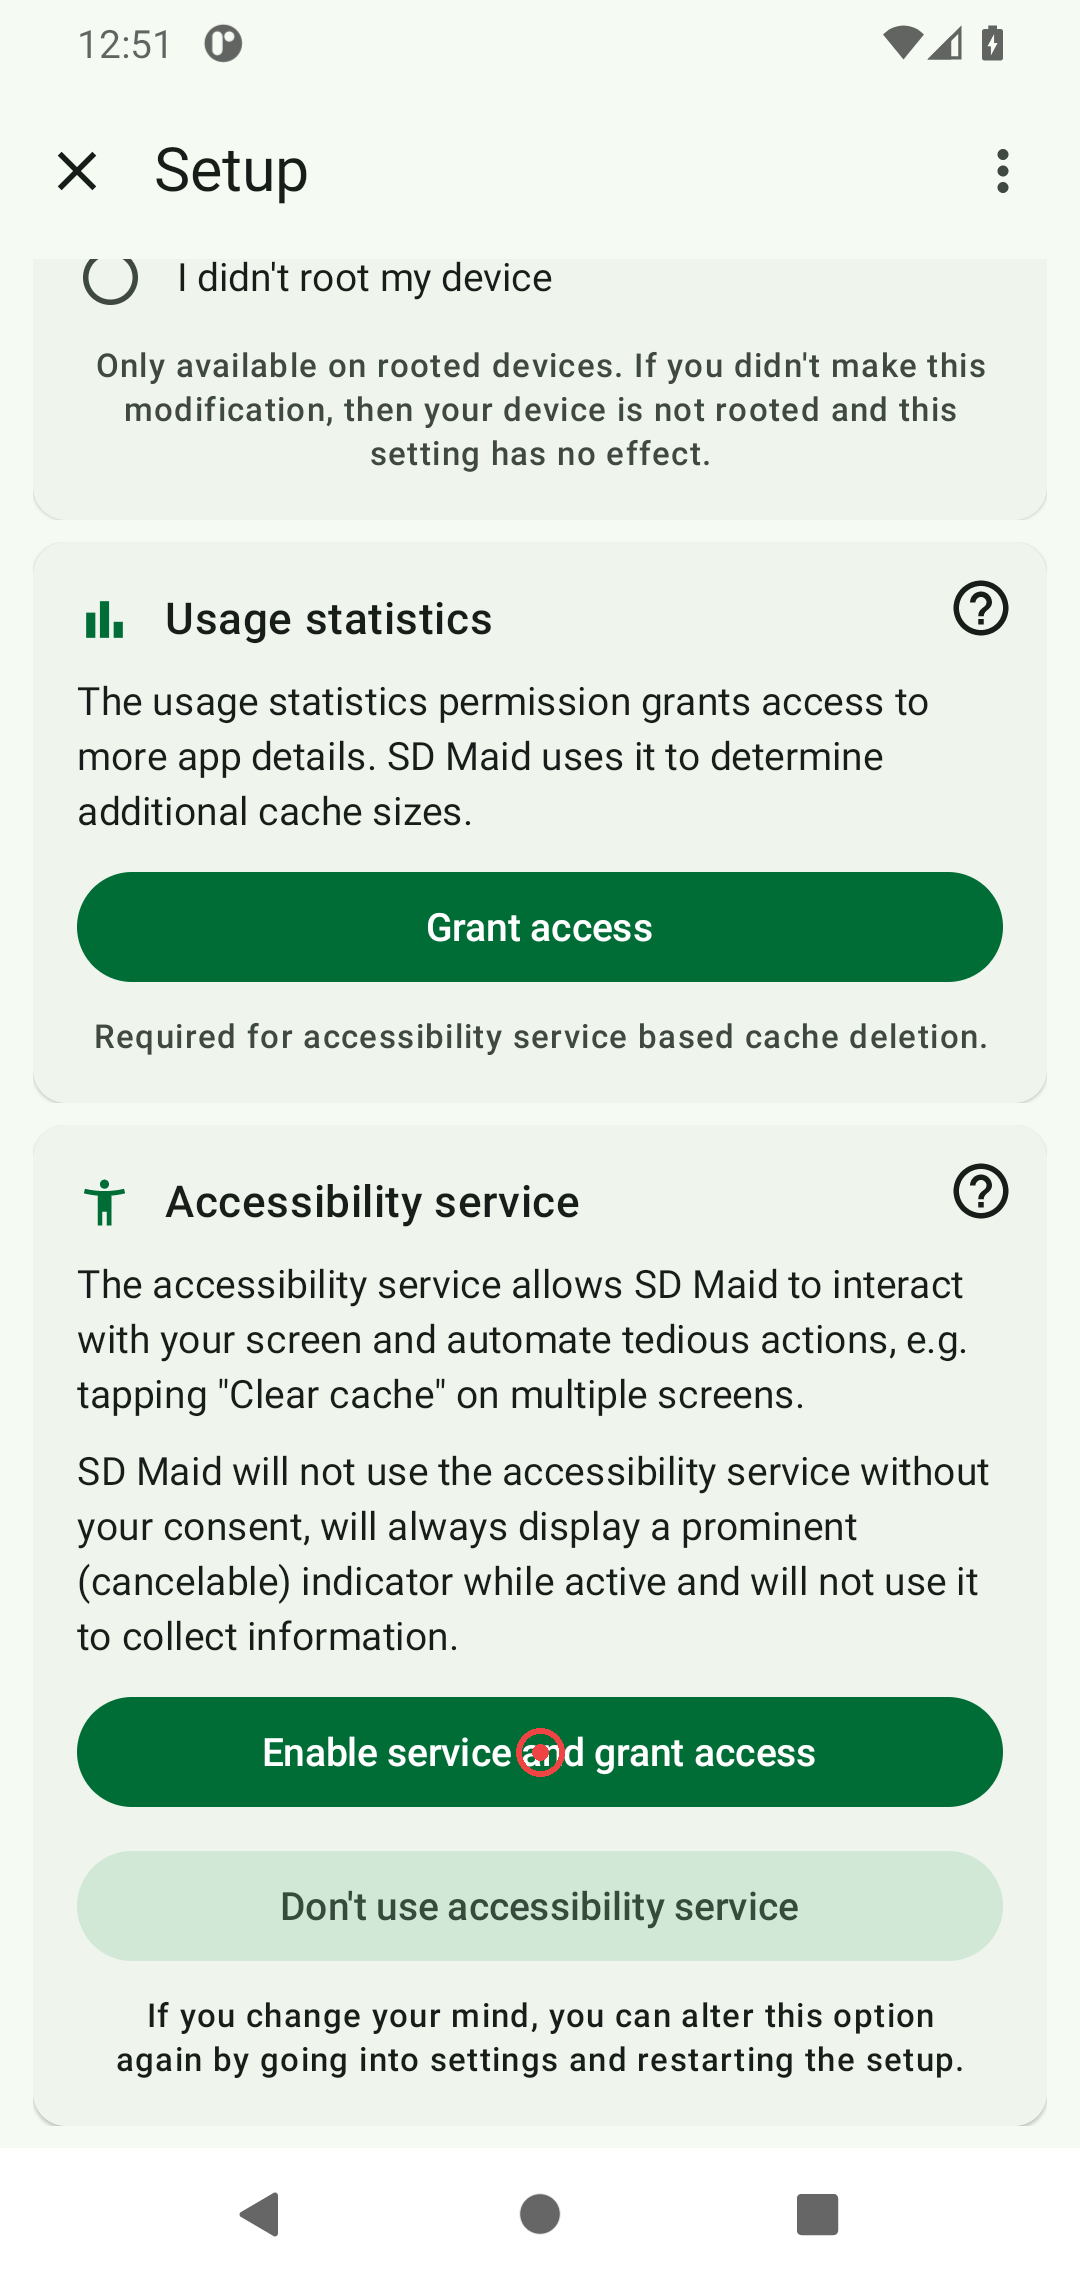 12:51
Setup
I didn't root my device
Only available on rooted devices. If you didn't make this
modification, then your device is not rooted and this
setting has no effect.
Usage statistics
The usage statistics permission grants access to
more app details. SD Maid uses it to determine
additional cache sizes.
Grant access
Required for accessibility service based cache deletion.
Accessibility service
The accessibility service allows SD Maid to interact
with your screen and automate tedious actions, e.g.
tapping "Clear cache" on multiple screens.
SD Maid will not use the accessibility service without
your consent, will always display a prominent
(cancelable) indicator while active and will not use it
to collect information.
Enable service and grant access
Don't use accessibility service
If you change your mind, you can alter this option
again by going into settings and restarting the setup.